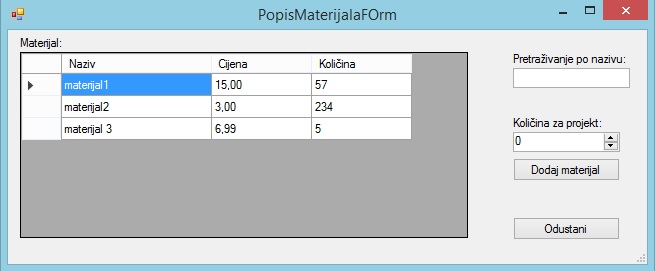 PopisMaterijalaFOrm
Materijal:
Naziv Cijena Količina
materijal1 15,00 57
materijal2 3,00 234
materijal 3 6,99 5
Pretraživanje po nazivu:
Količina za projekt:
0
Dodaj materijal
Odustani